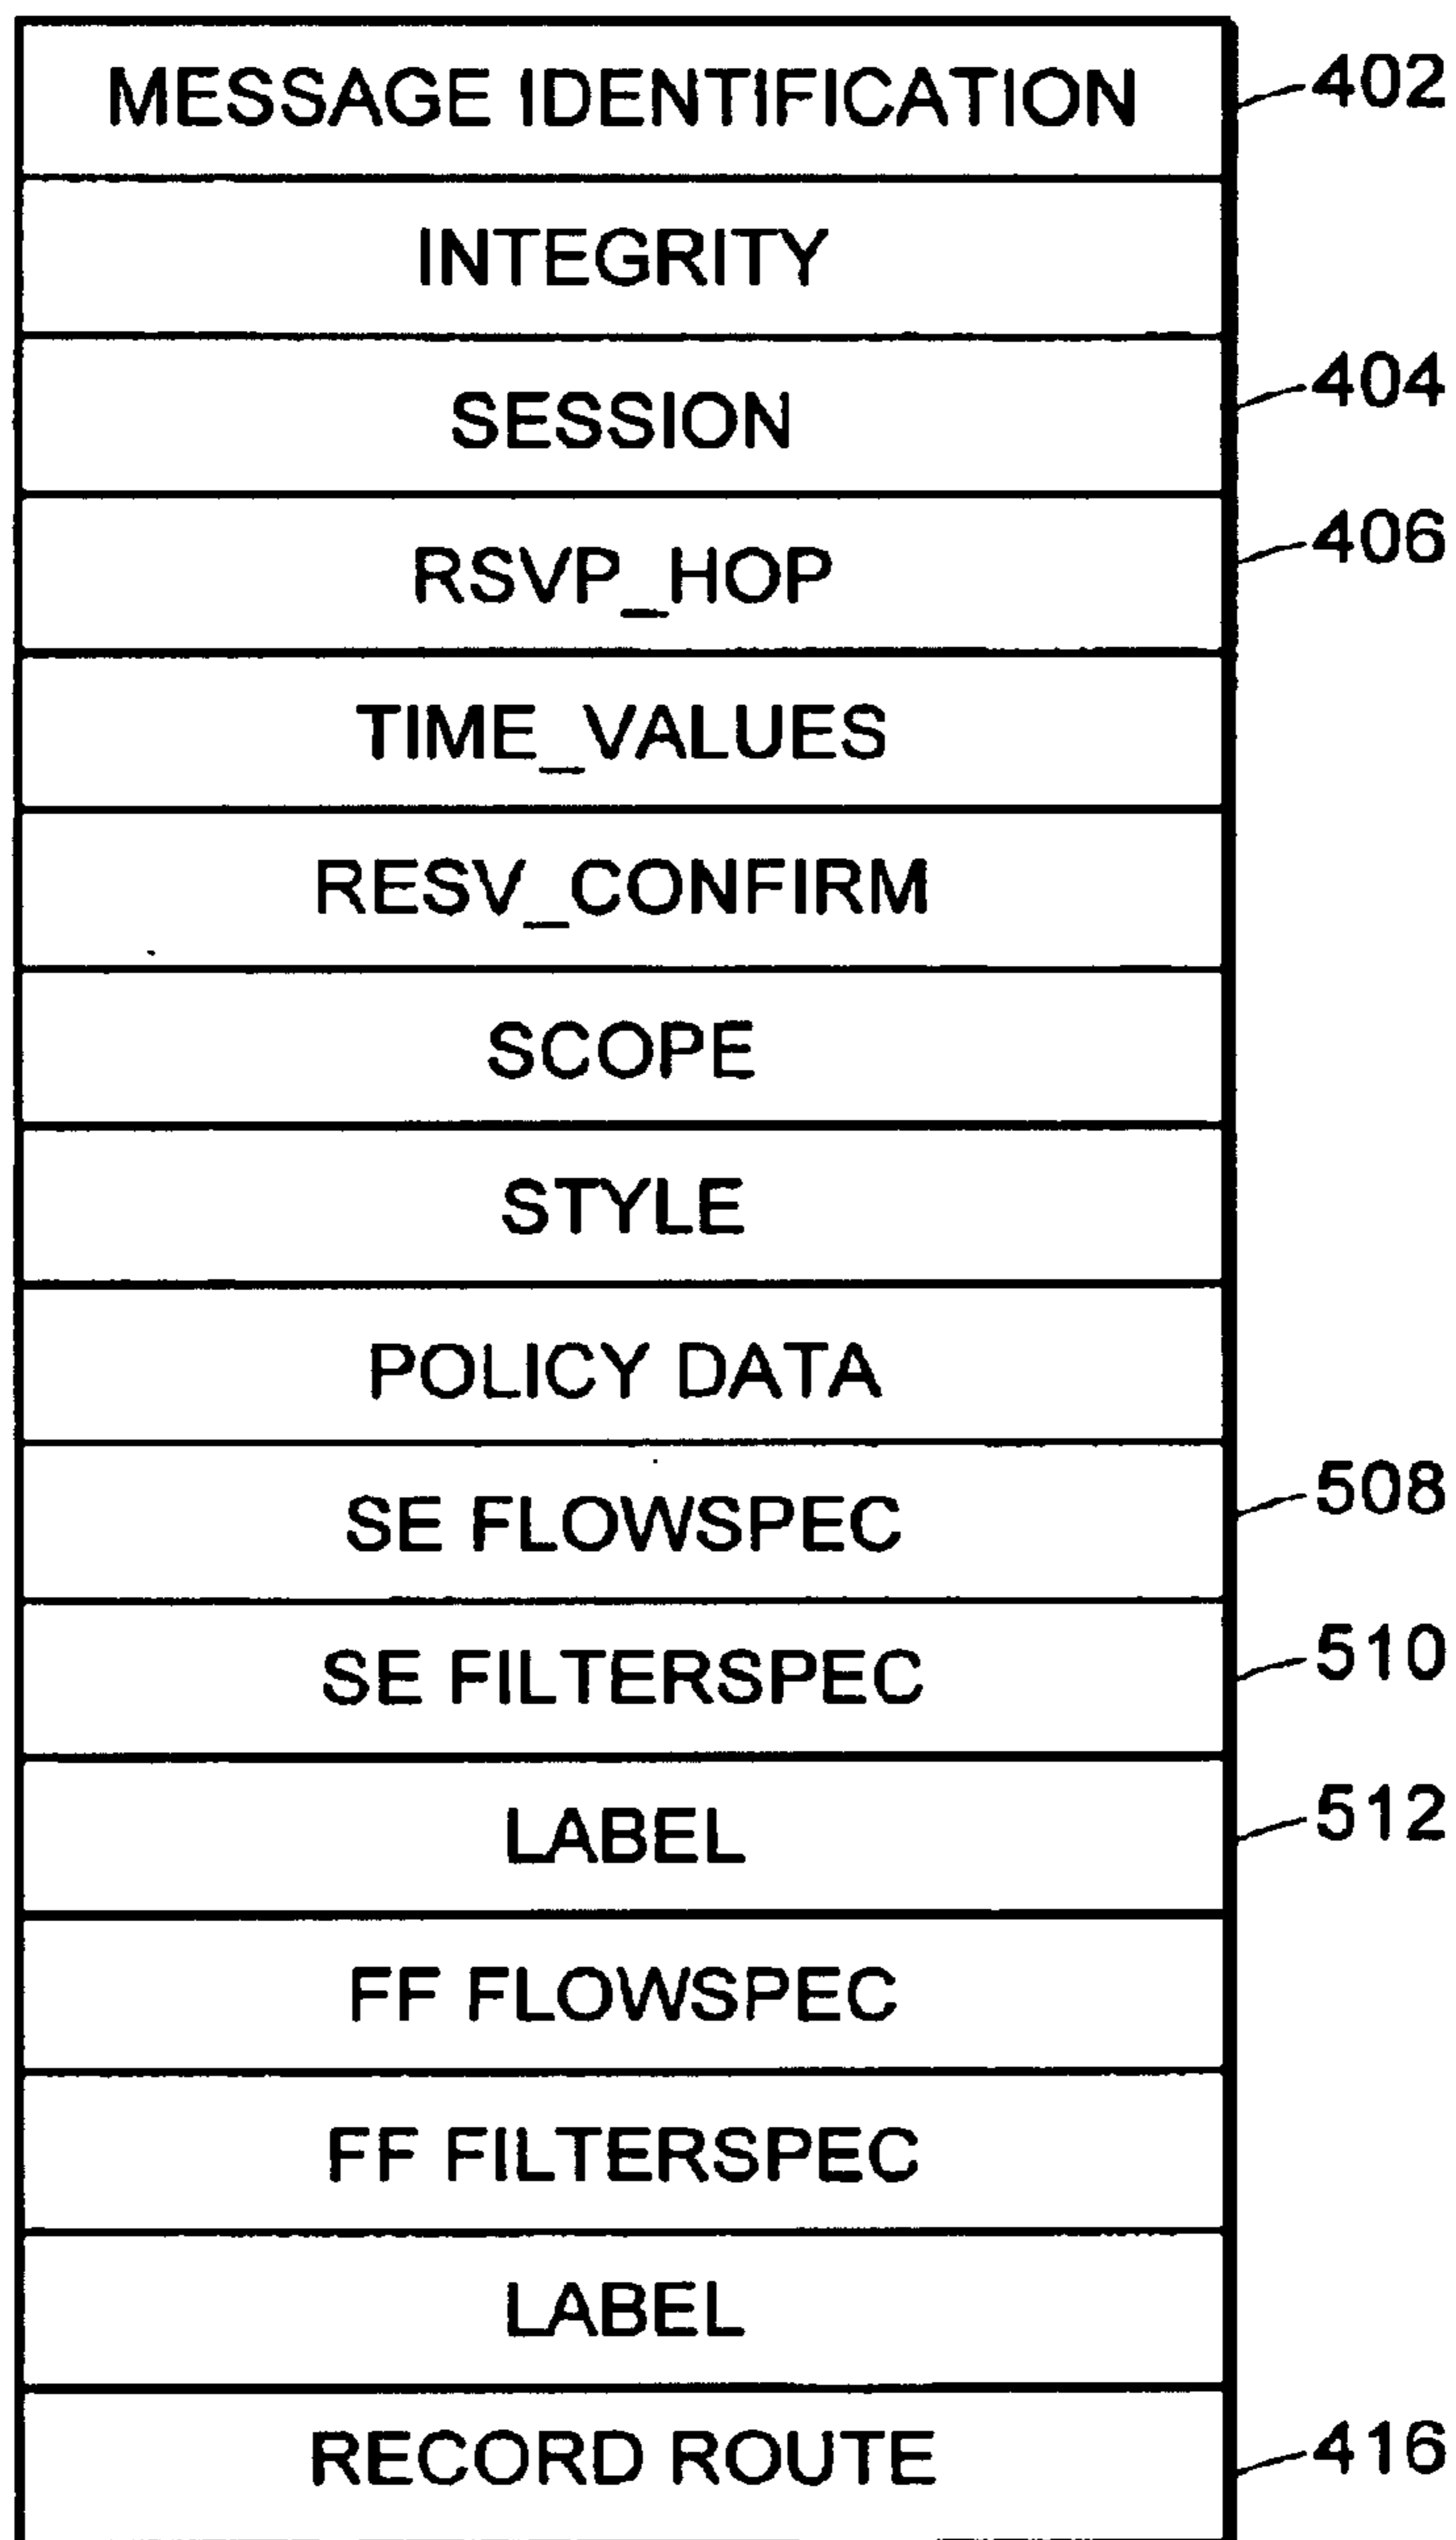 MESSAGE IDENTIFICATION 402
INTEGRITY
SESSION 404
RSVP_HOP 406
TIME_VALUES
RESV_CONFIRM
SCOPE
STYLE
POLICY DATA
SE FLOWSPEC 508
SE FILTERSPEC 510
LABEL 512
FF FLOWSPEC
FF FILTERSPEC
LABEL
RECORD ROUTE 416